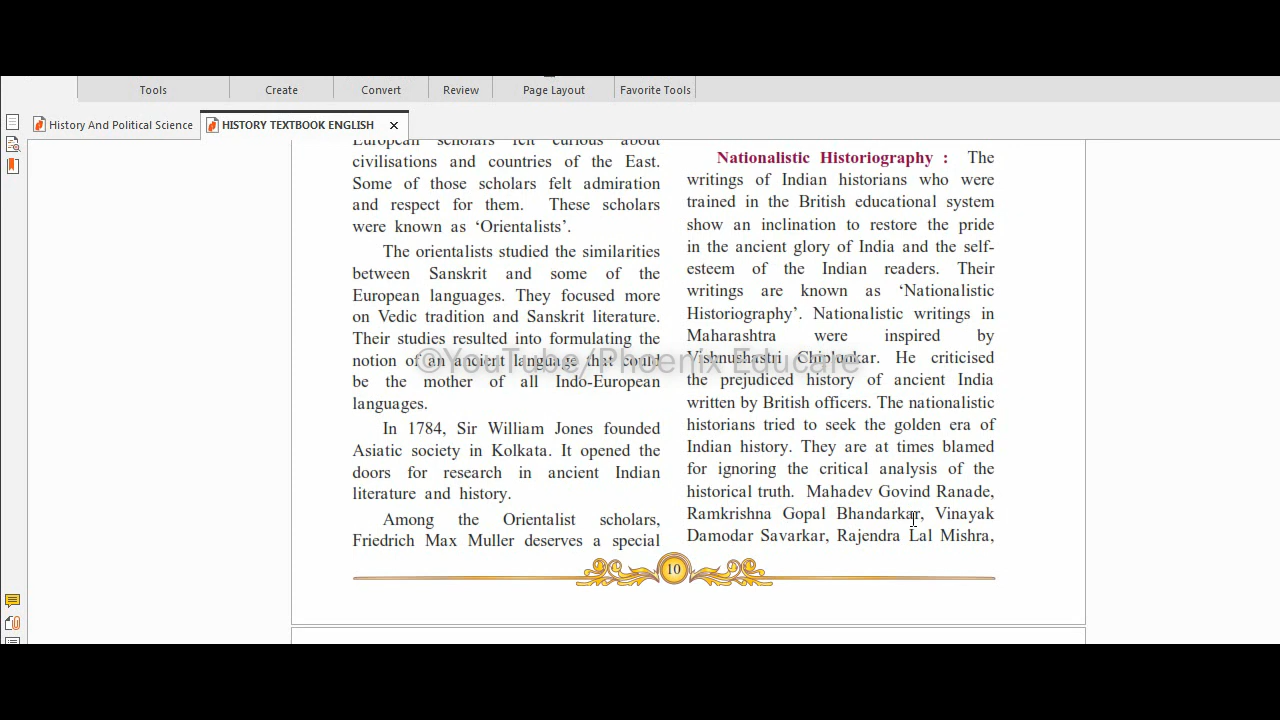 Tools
Create
Convert
Review
Page Layout
Favorite Tools
History And Political Science
HISTORY TEXTBOOK ENGLISH
European scholars felt curious about
civilisations and countries of the East.
Some of those scholars felt admiration
and respect for them. These scholars
were known as ‘Orientalists’.
The orientalists studied the similarities
between Sanskrit and some of the
European languages. They focused more
on Vedic tradition and Sanskrit literature.
Their studies resulted into formulating the
notion of an ancient language that could
be the mother of all Indo-European
languages.
In 1784, Sir William Jones founded
Asiatic society in Kolkata. It opened the
doors for research in ancient Indian
literature and history.
Among the Orientalist scholars,
Friedrich Max Muller deserves a special
Nationalistic Historiography : The
writings of Indian historians who were
trained in the British educational system
show an inclination to restore the pride
in the ancient glory of India and the self-
esteem of the Indian readers. Their
writings are known as ‘Nationalistic
Historiography’. Nationalistic writings in
Maharashtra were inspired by
Vishnushastri Chiplunkar. He criticised
the prejudiced history of ancient India
written by British officers. The nationalistic
historians tried to seek the golden era of
Indian history. They are at times blamed
for ignoring the critical analysis of the
historical truth. Mahadev Govind Ranade,
Ramkrishna Gopal Bhandarkar, Vinayak
Damodar Savarkar, Rajendra Lal Mishra,
10
©YouTube/Phoenix Educare